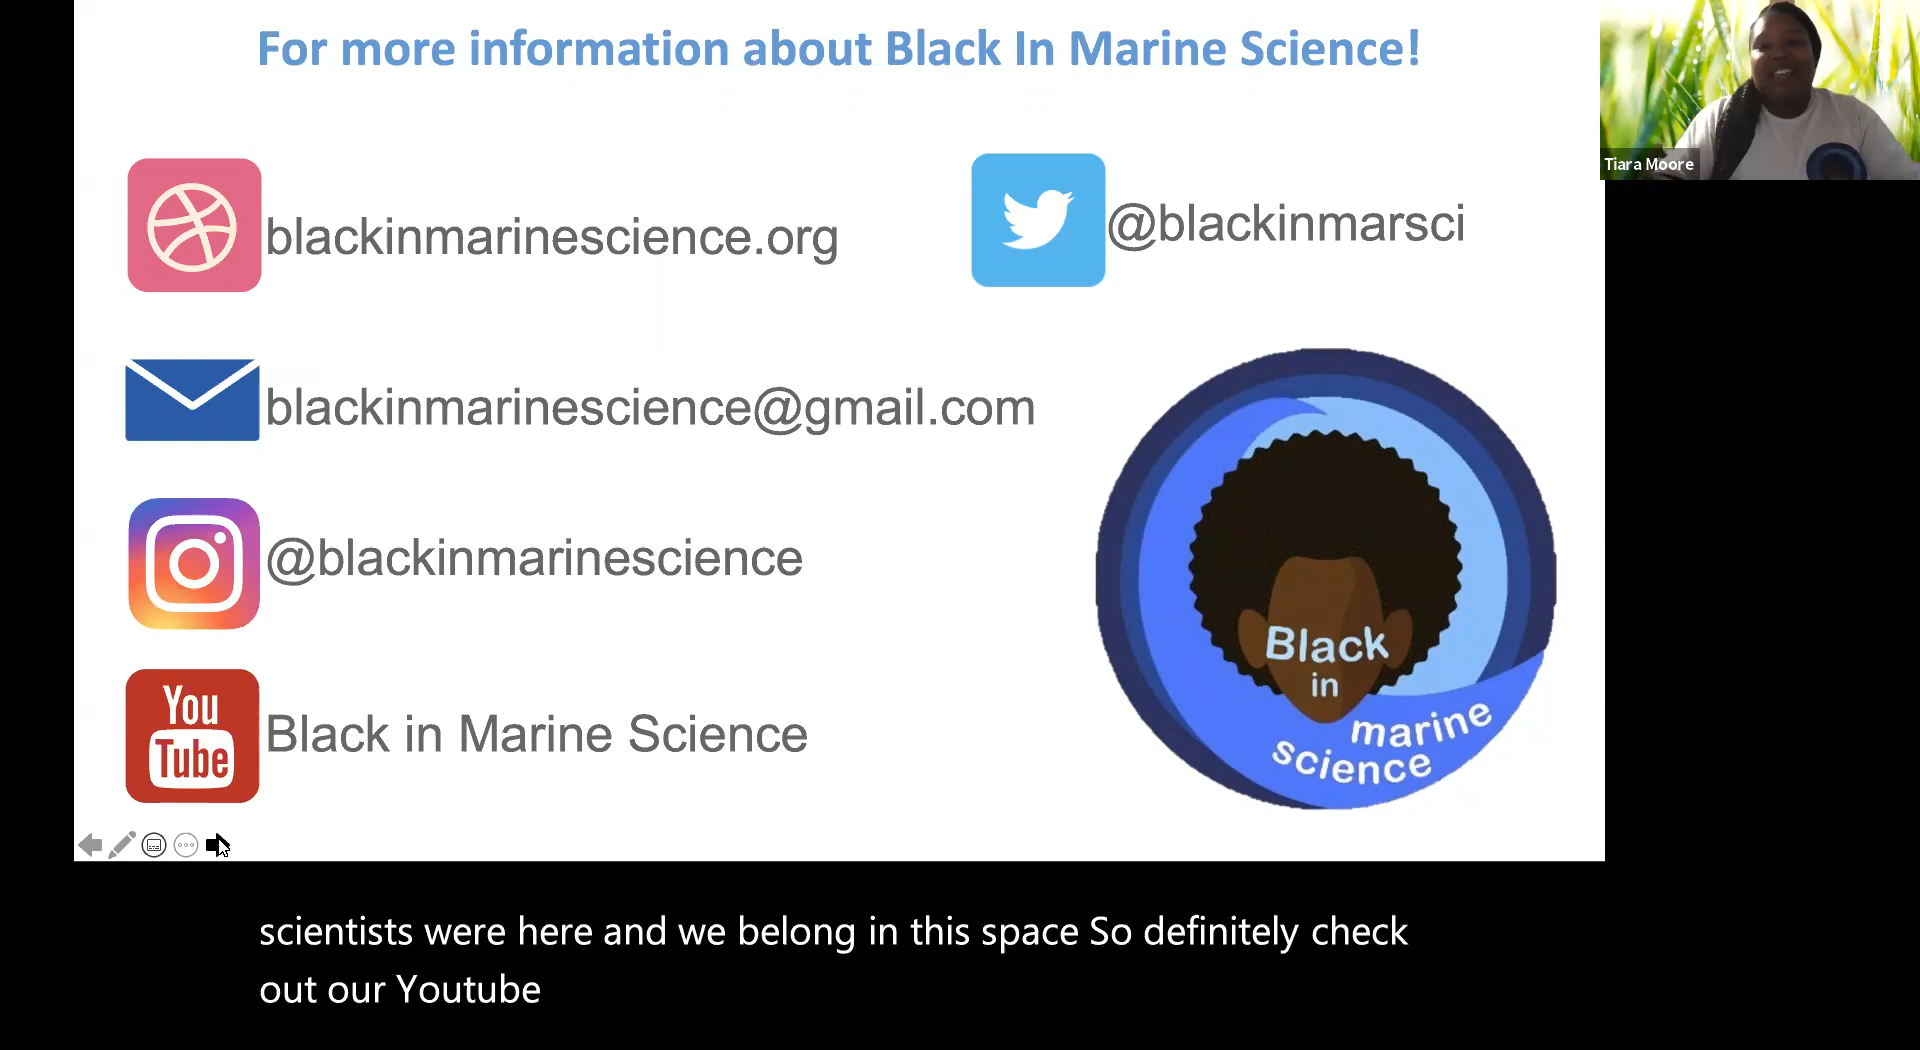 For more information about Black In Marine Science!
Tiara Moore
blackinmarinescience.org
@blackinmarsci
blackinmarinescience@gmail.com
@blackinmarinescience
You
Tube
Black in Marine Science
Black
in
marine
science
scientists were here and we belong in this space So definitely check
out our Youtube